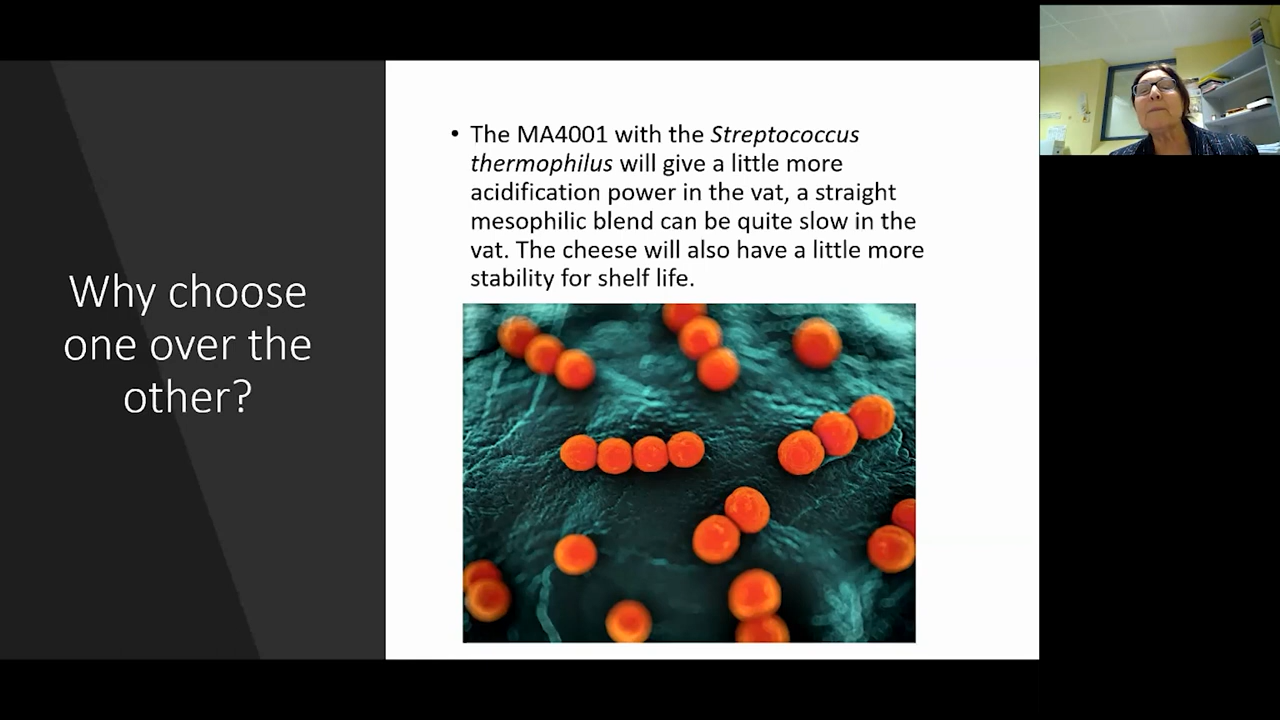 Why choose
one over the
other?
• The MA4001 with the Streptococcus
thermophilus will give a little more
acidification power in the vat, a straight
mesophilic blend can be quite slow in the
vat. The cheese will also have a little more
stability for shelf life.